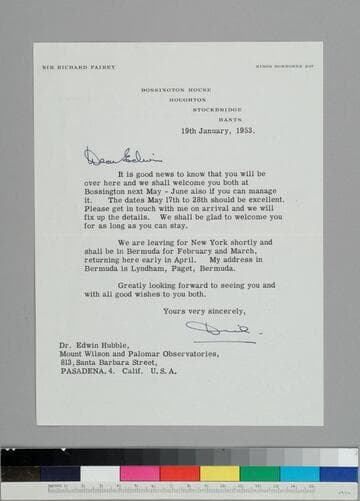 SIR RICHARD FAIREY
KINGS SOMBORNE 237
BOSSINGTON HOUSE
HOUGHTON
STOCKBRIDGE
HANTS.
19th January, 1953.
Dear Edwin
It is good news to know that you will be
over here and we shall welcome you both at
Bossington next May - June also if you can manage
it. The dates May 17th to 28th should be excellent.
Please get in touch with me on arrival and we will
fix up the details. We shall be glad to welcome you
for as long as you can stay.
We are leaving for New York shortly and
shall be in Bermuda for February and March,
returning here early in April. My address in
Bermuda is Lyndham, Paget, Bermuda.
Greatly looking forward to seeing you and
with all good wishes to you both.
Yours very sincerely,
Dr. Edwin Hubble,
Mount Wilson and Palomar Observatories,
813, Santa Barbara Street,
PASADENA. 4. Calif. U. S. A.